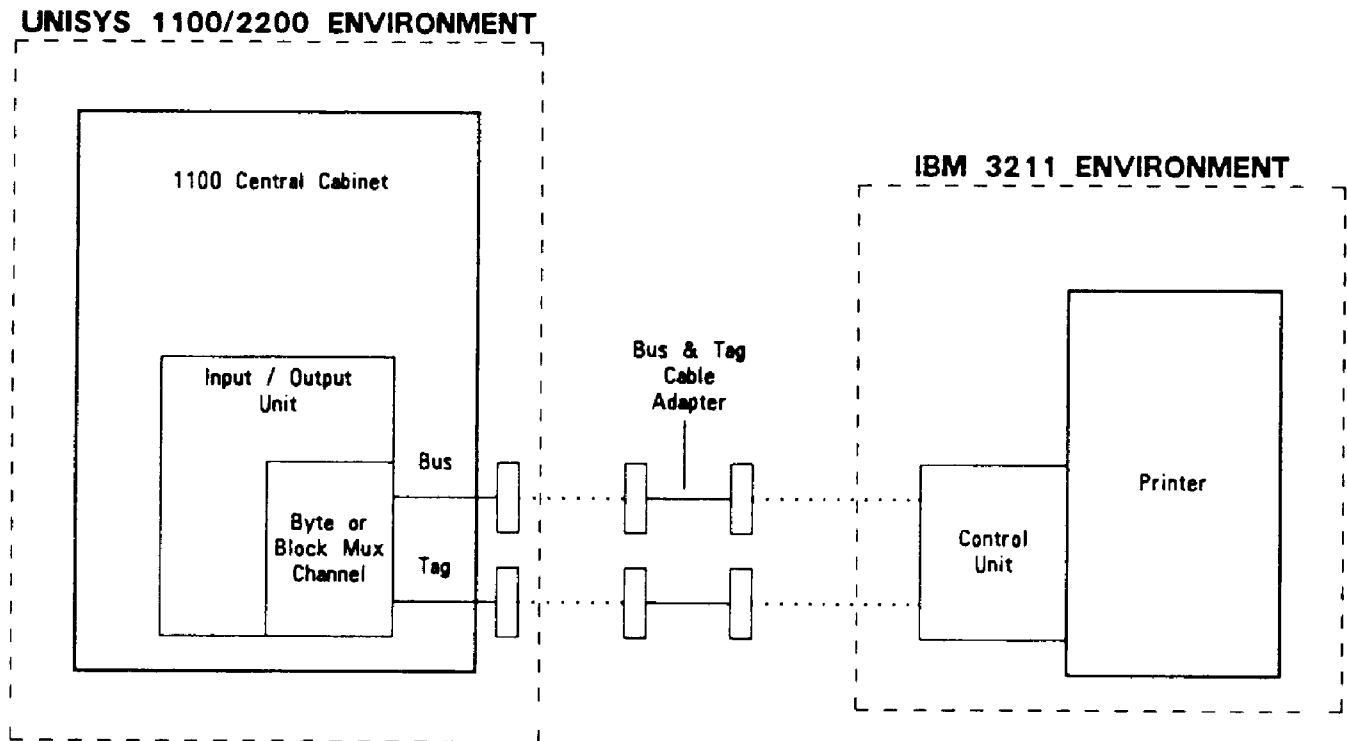 UNISYS 1100/2200 ENVIRONMENT
1100 Central Cabinet
IBM 3211 ENVIRONMENT
Input / Output
Unit
Bus & Tag
Cable
Adapter
Bus
Byte or
Block Mux
Channel
Tag
Control
Unit
Printer